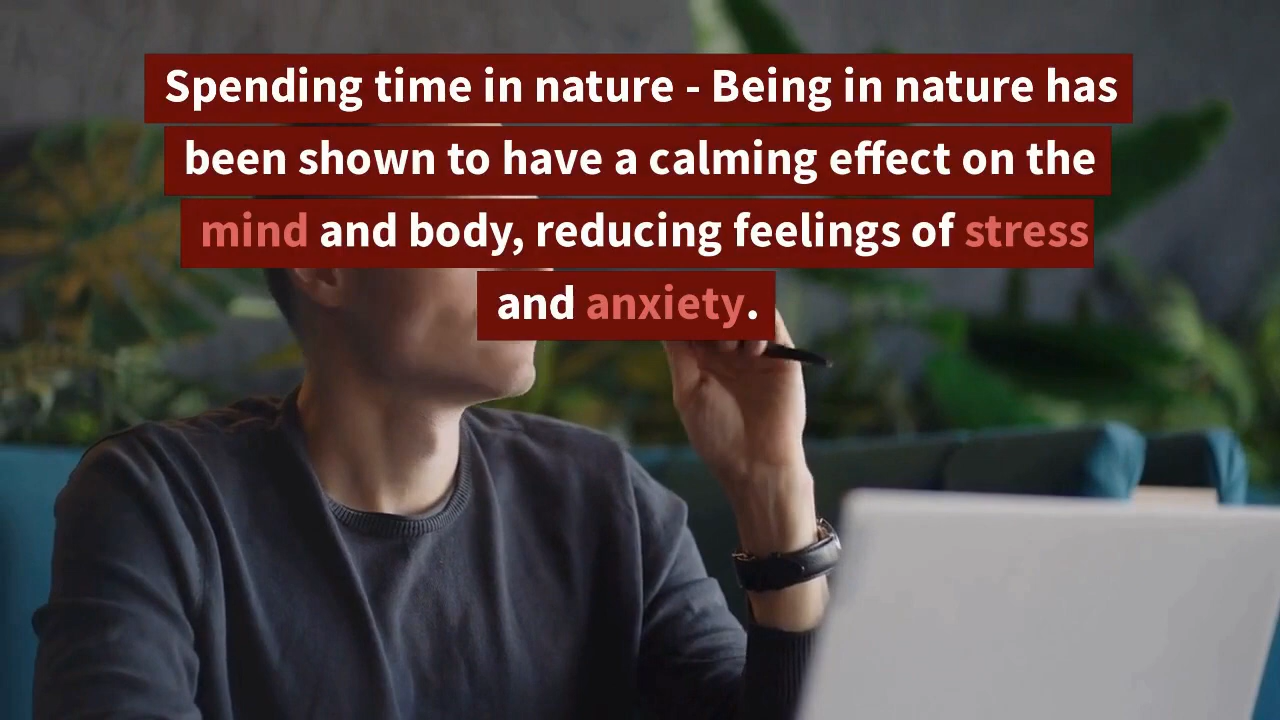 Spending time in nature - Being in nature has
been shown to have a calming effect on the
mind and body, reducing feelings of stress
and anxiety.